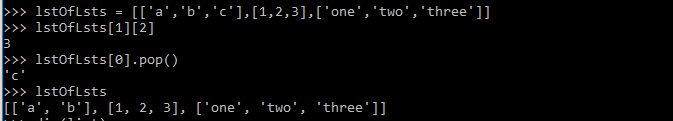 >>> lstOfLsts = [['a','b','c'],[1,2,3],['one','two','three']]
>>> lstOfLsts[1][2]
3
>>> lstOfLsts[0].pop()
'c'
>>> lstOfLsts
[['a', 'b'], [1, 2, 3], ['one', 'two', 'three']]